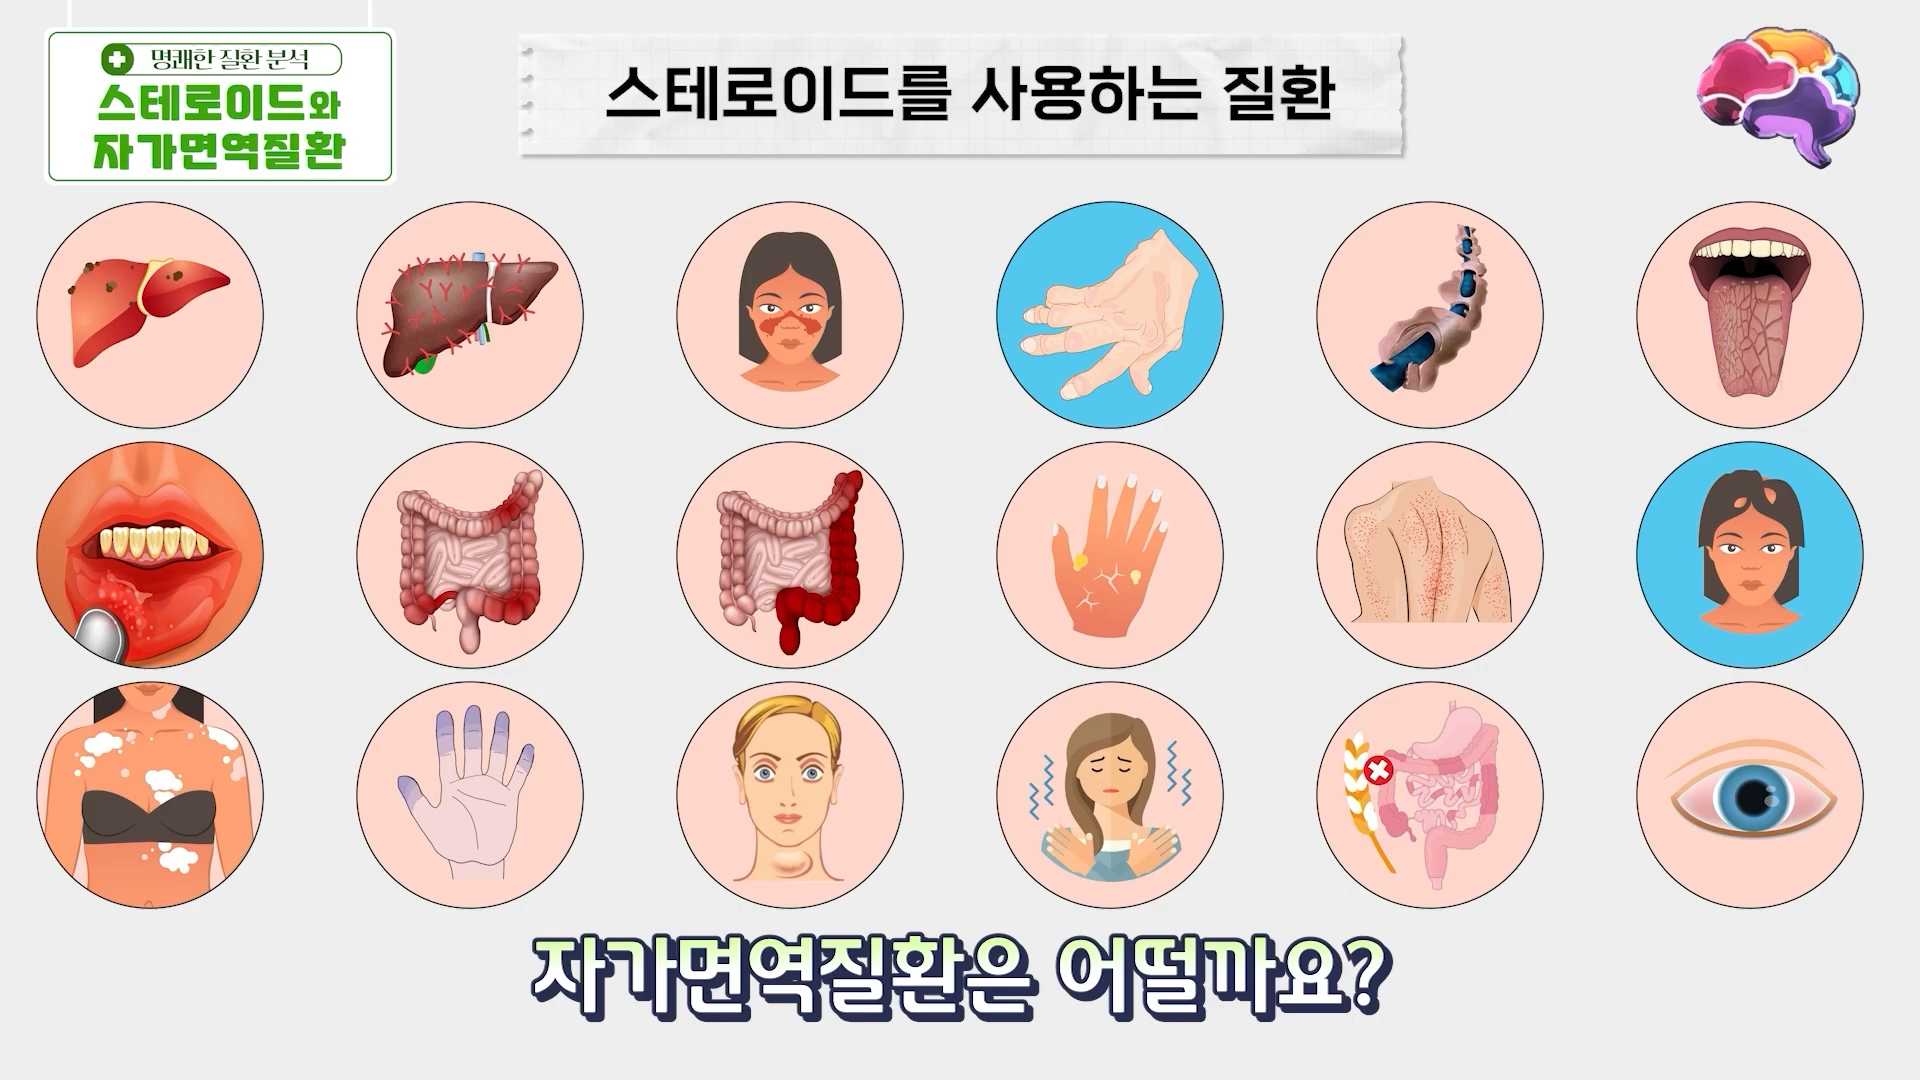 명쾌한 질환 분석
스테로이드와
자가면역질환
스테로이드를 사용하는 질환
자가면역질환은 어떨까요?